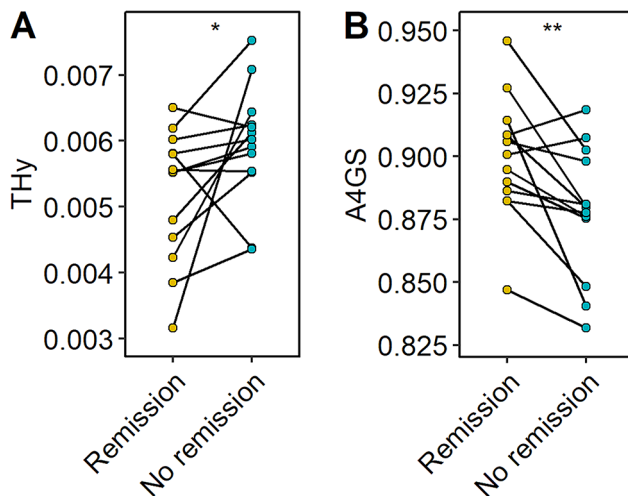 A
*
THy
0.007
0.006
0.005
0.004
0.003
Remission
No remission
B
**
A4GS
0.950
0.925
0.900
0.875
0.850
0.825
Remission
No remission